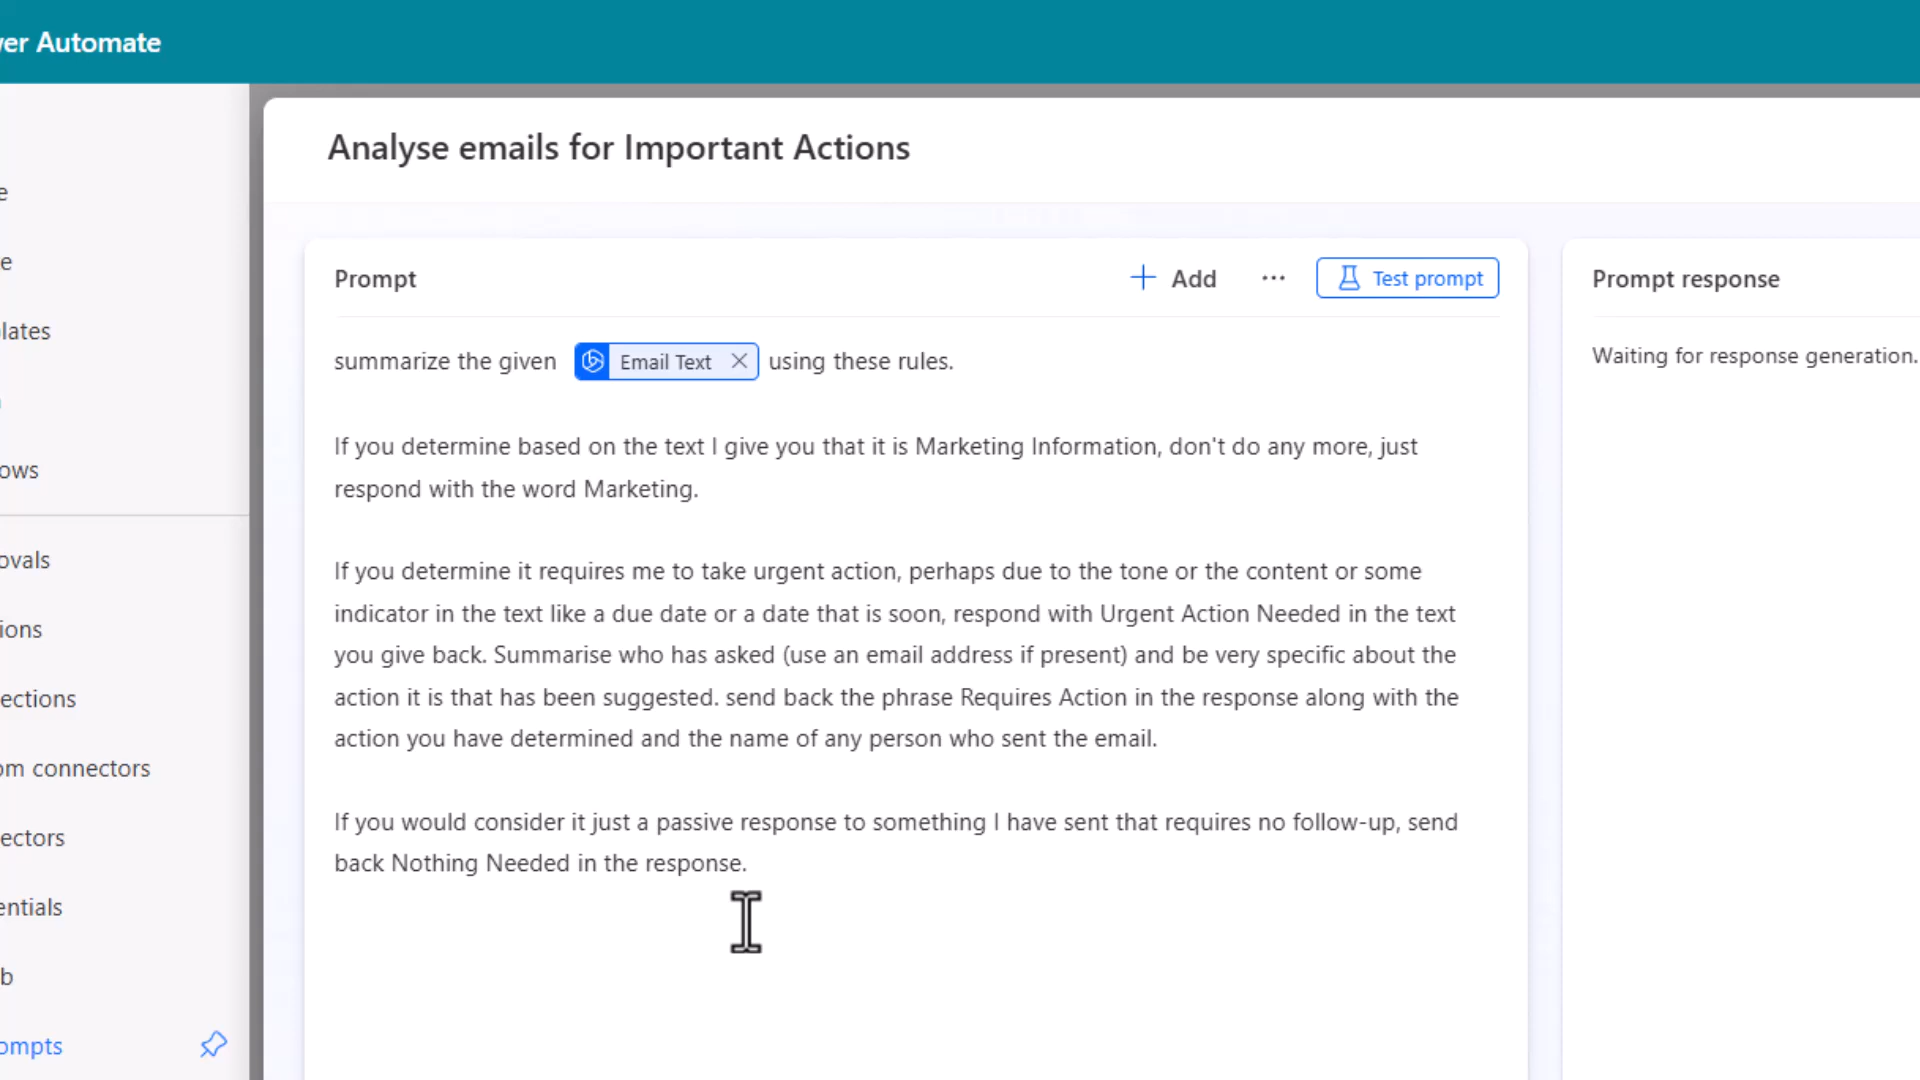 er Automate
Analyse emails for Important Actions
Prompt
Add
Test prompt
Prompt response
summarize the given Email Text using these rules.
Waiting for response generation.
If you determine based on the text I give you that it is Marketing Information, don't do any more, just
respond with the word Marketing.
If you determine it requires me to take urgent action, perhaps due to the tone or the content or some
indicator in the text like a due date or a date that is soon, respond with Urgent Action Needed in the text
you give back. Summarise who has asked (use an email address if present) and be very specific about the
action it is that has been suggested. send back the phrase Requires Action in the response along with the
action you have determined and the name of any person who sent the email.
If you would consider it just a passive response to something I have sent that requires no follow-up, send
back Nothing Needed in the response.
e
e
lates
ows
ovals
ions
ections
om connectors
ectors
entials
b
ompts